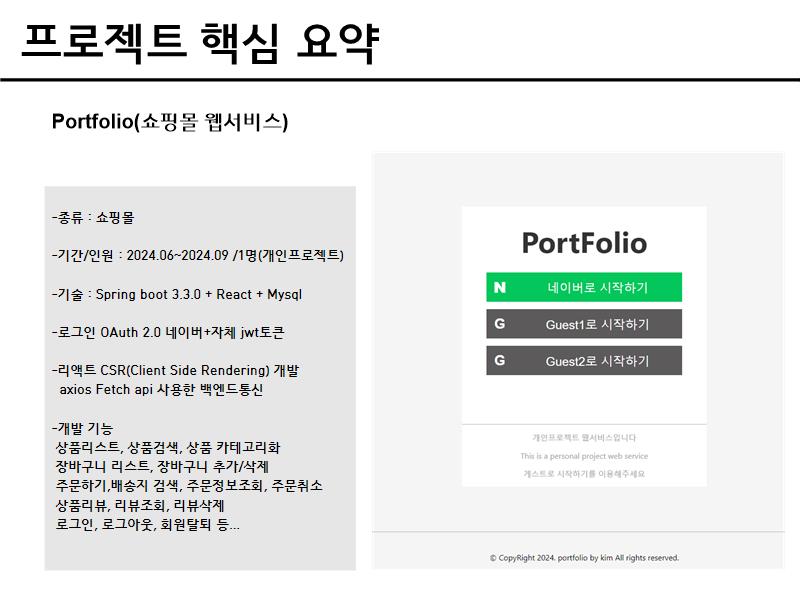 프로젝트 핵심 요약
Portfolio(쇼핑몰 웹서비스)
-종류 : 쇼핑몰
-기간/인원 : 2024.06~2024.09 /1명(개인프로젝트)
-기술 : Spring boot 3.3.0 + React + Mysql
-로그인 OAuth 2.0 네이버+자체 jwt토큰
-리액트 CSR(Client Side Rendering) 개발
axios Fetch api 사용한 백엔드통신
-개발 기능
상품리스트, 상품검색, 상품 카테고리화
장바구니 리스트, 장바구니 추가/삭제
주문하기,배송지 검색, 주문정보조회, 주문취소
상품리뷰, 리뷰조회, 리뷰삭제
로그인, 로그아웃, 회원탈퇴 등...
PortFolio
N 네이버로 시작하기
G Guest1로 시작하기
G Guest2로 시작하기
개인프로젝트 웹서비스입니다
This is a personal project web service
게스트로 시작하기를 이용해주세요
© CopyRight 2024. portfolio by kim All rights reserved.